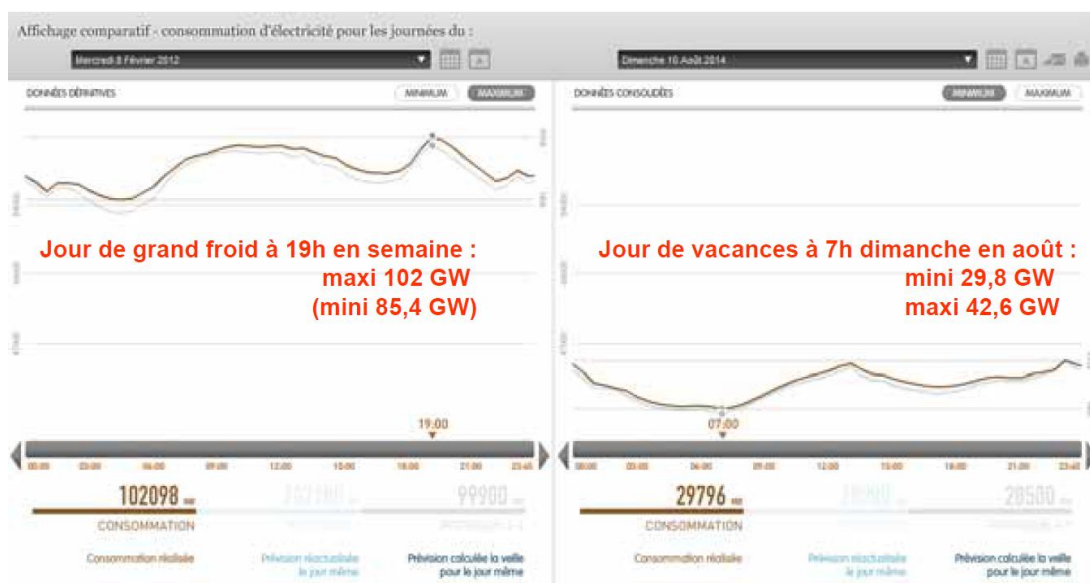 Affichage comparatif - consommation d'électricité pour les journées du :
Mercredi 8 Février 2012
Dimanche 10 Août 2014
DONNÉES DÉFINITIVES
MINIMUM
MAXIMUM
DONNÉES CONSOLIDÉES
MINIMUM
MAXIMUM
Jour de grand froid à 19h en semaine :
maxi 102 GW
(mini 85,4 GW)
Jour de vacances à 7h dimanche en août :
mini 29,8 GW
maxi 42,6 GW
19:00
07:00
00:00 03:00 06:00 09:00 12:00 15:00 18:00 21:00 23:40
00:00 03:00 06:00 09:00 12:00 15:00 18:00 21:00 23:40
102098 MW
99900
29796 MW
28500
CONSOMMATION
CONSOMMATION
Consommation réalisée
Prévision réactualisée
le jour même
Prévision calculée la veille
pour le jour même
Consommation réalisée
Prévision réactualisée
le jour même
Prévision calculée la veille
pour le jour même